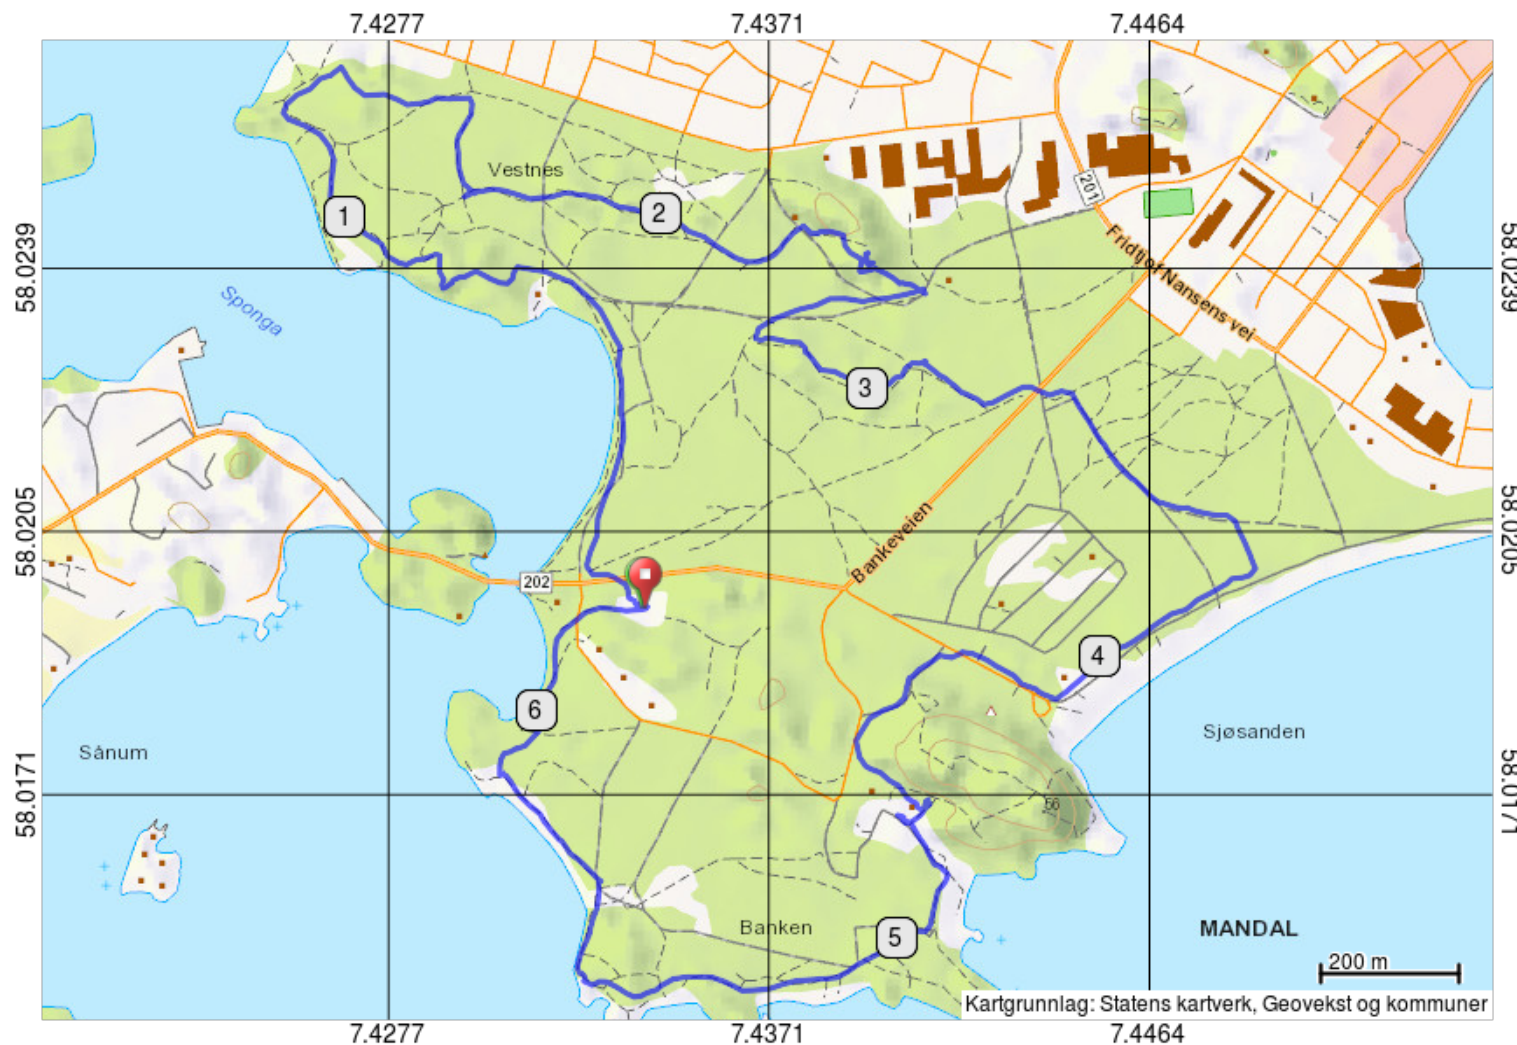 7.4277
7.4371
7.4464
Vestnes
201
1
2
58.0239
58.0239
Fridtjof Nansens vei
Sponga
3
58.0205
58.0205
Bankeveien
202
4
6
Sjøsanden
Sånum
58.0171
58.0171
56
Banken
5
MANDAL
200 m
Kartgrunnlag: Statens kartverk, Geovekst og kommuner
7.4277
7.4371
7.4464